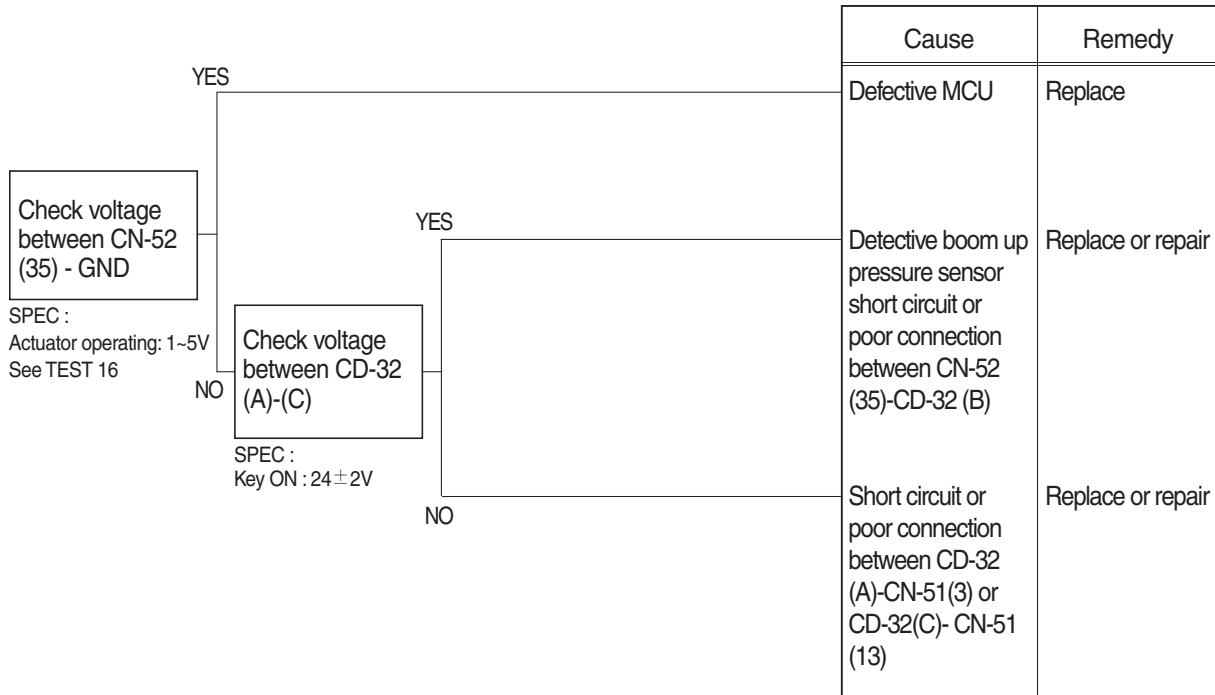 Cause
Remedy
YES
Defective MCU
Replace
Check voltage
between CN-52
(35) - GND
SPEC :
Actuator operating: 1~5V
See TEST 16
YES
Detective boom up
pressure sensor
short circuit or
poor connection
between CN-52
(35)-CD-32 (B)
Replace or repair
NO
Check voltage
between CD-32
(A)-(C)
SPEC :
Key ON : 24±2V
NO
Short circuit or
poor connection
between CD-32
(A)-CN-51(3) or
CD-32(C)- CN-51
(13)
Replace or repair